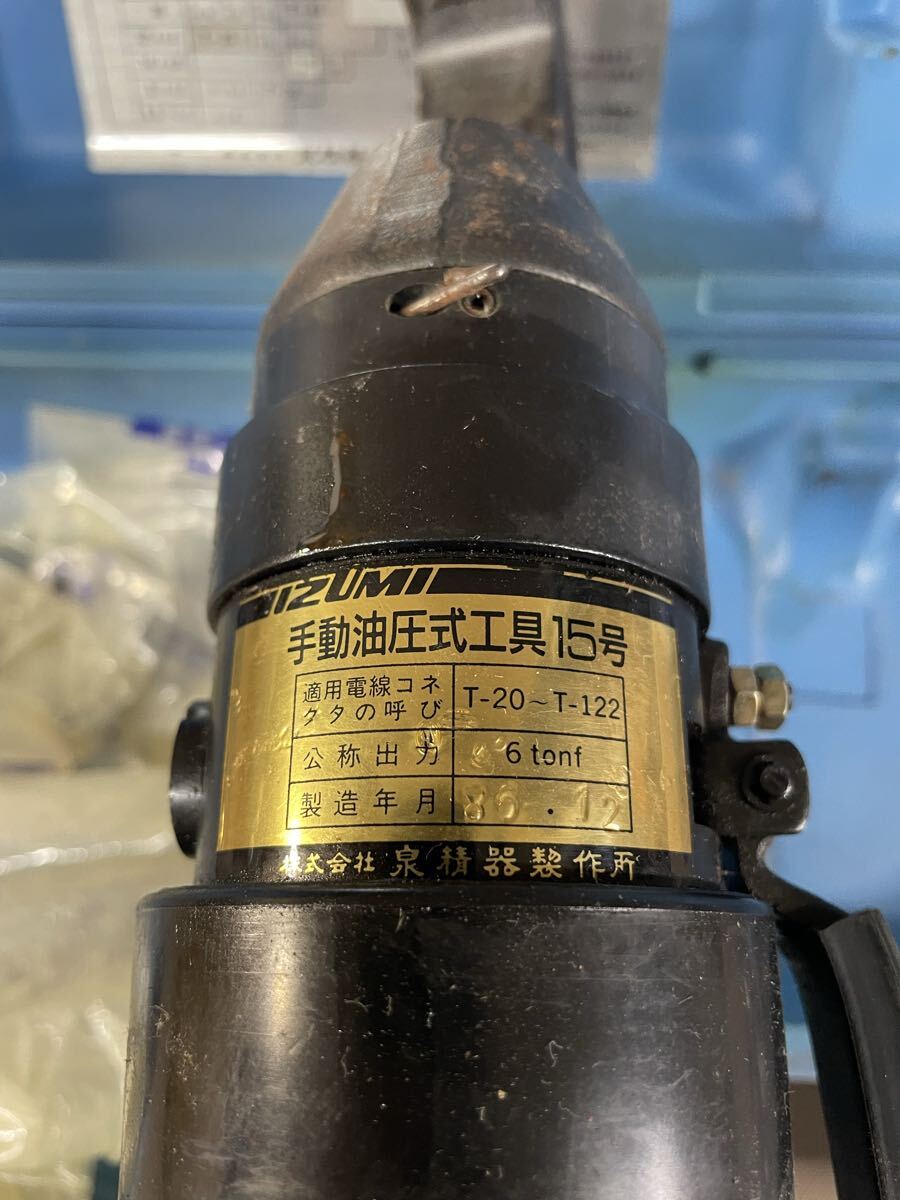 IZUMI
手動油圧式工具15号
適用電線コネ
クタの呼び
T-20～T-122
公称出力
6 tonf
製造年月
.12
株式会社 泉精器製作所